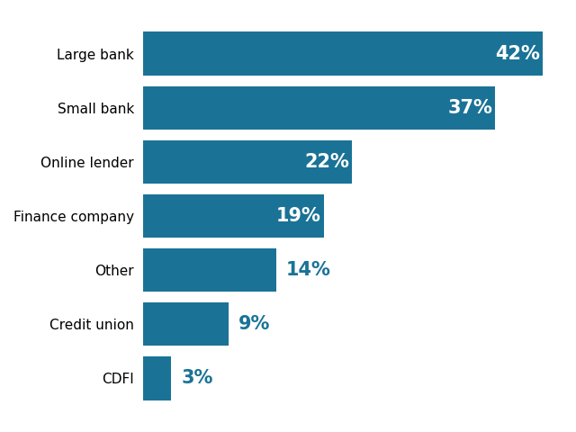 Large bank 42%
Small bank 37%
Online lender 22%
Finance company 19%
Other 14%
Credit union 9%
CDFI 3%